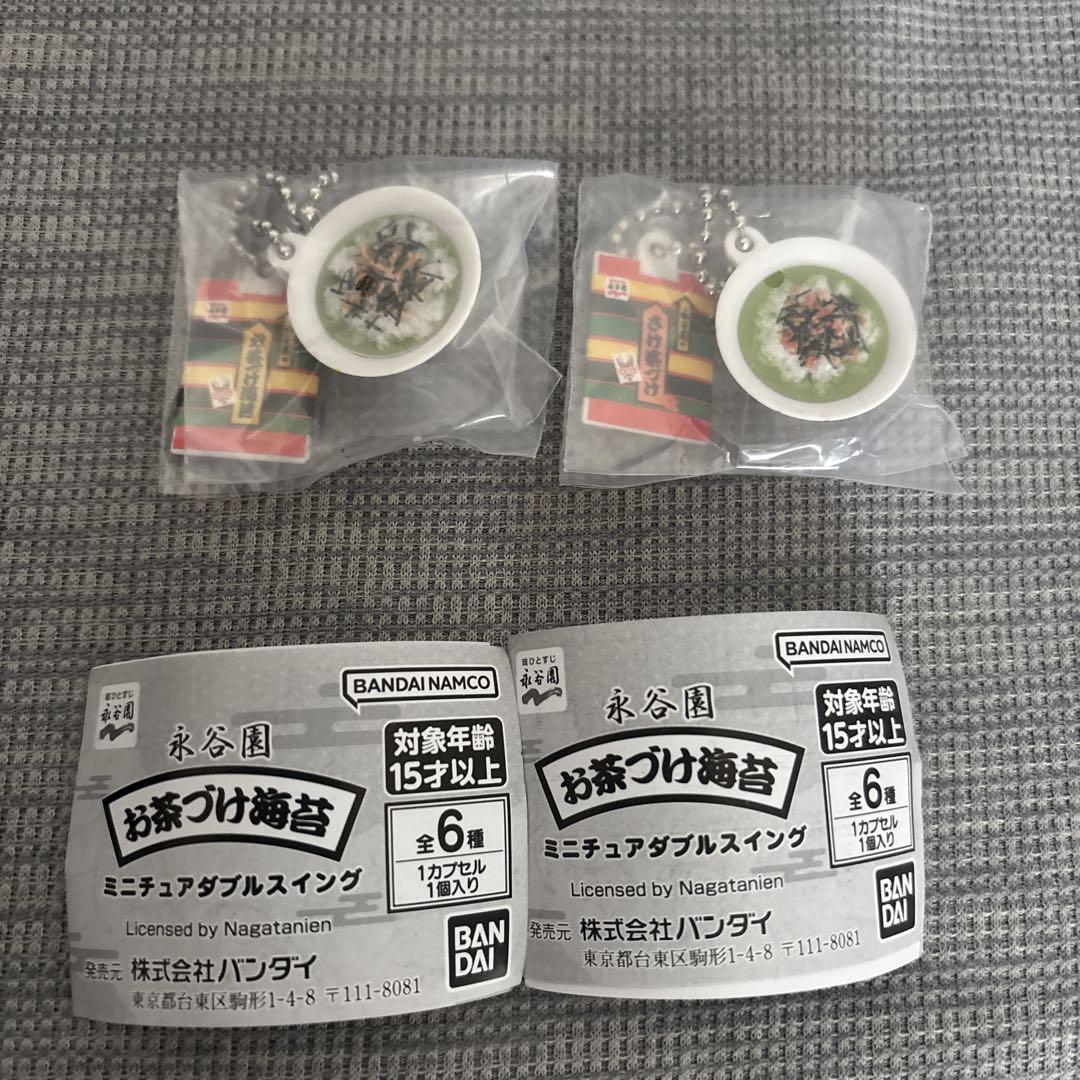 お茶づけ海苔
永谷園の
さけ茶づけ
味ひとすじ
永谷園
BANDAI NAMCO
永谷園
対象年齢
15才以上
お茶づけ海苔
全6種
1カプセル
1個入り
ミニチュアダブルスイング
Licensed by Nagatanien
発売元 株式会社バンダイ
東京都台東区駒形1-4-8 〒111-8081
BAN
DAI
味ひとすじ
永谷園
BANDAI NAMCO
永谷園
対象年齢
15才以上
お茶づけ海苔
全6種
1カプセル
1個入り
ミニチュアダブルスイング
Licensed by Nagatanien
発売元 株式会社バンダイ
東京都台東区駒形1-4-8 〒111-8081
BAN
DAI